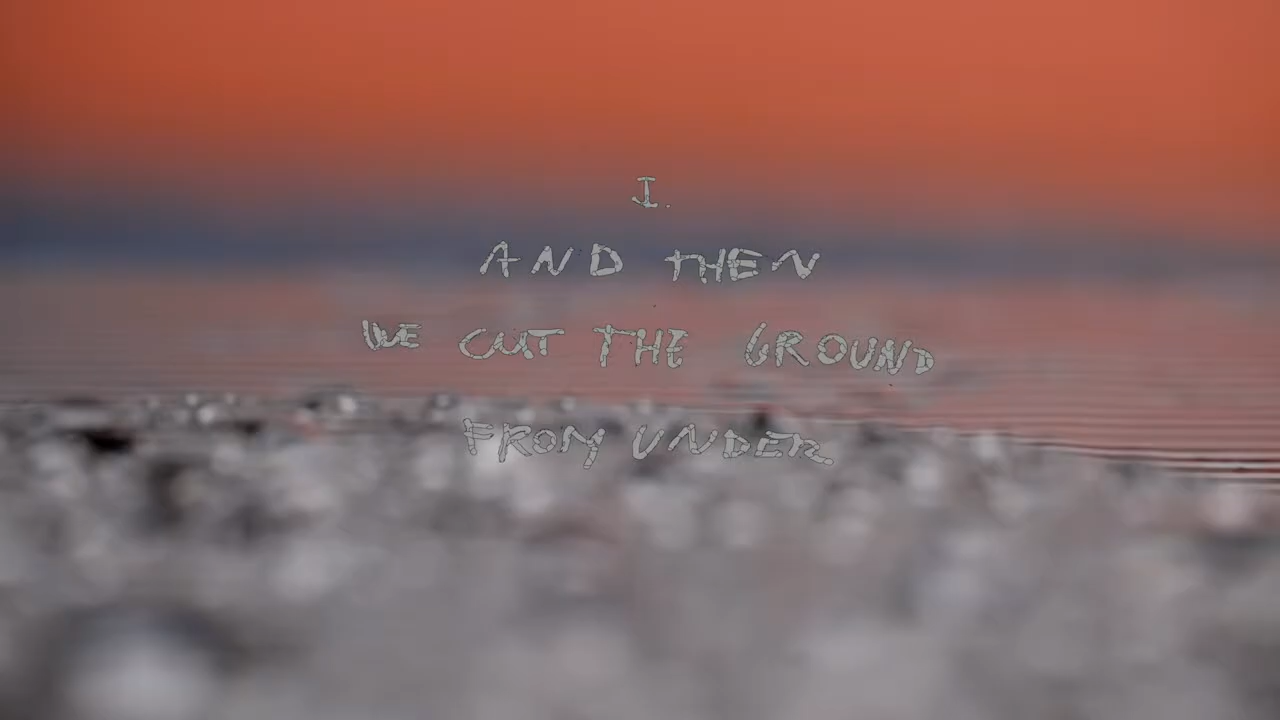 I.
AND THEN
WE CUT THE GROUND
FROM UNDER